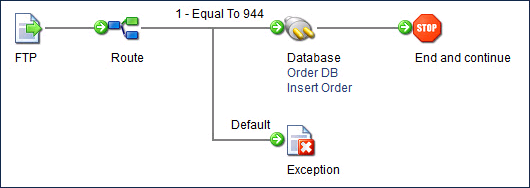 1 - Equal To 944
STOP
FTP
Route
Database
Order DB
Insert Order
End and continue
Default
Exception